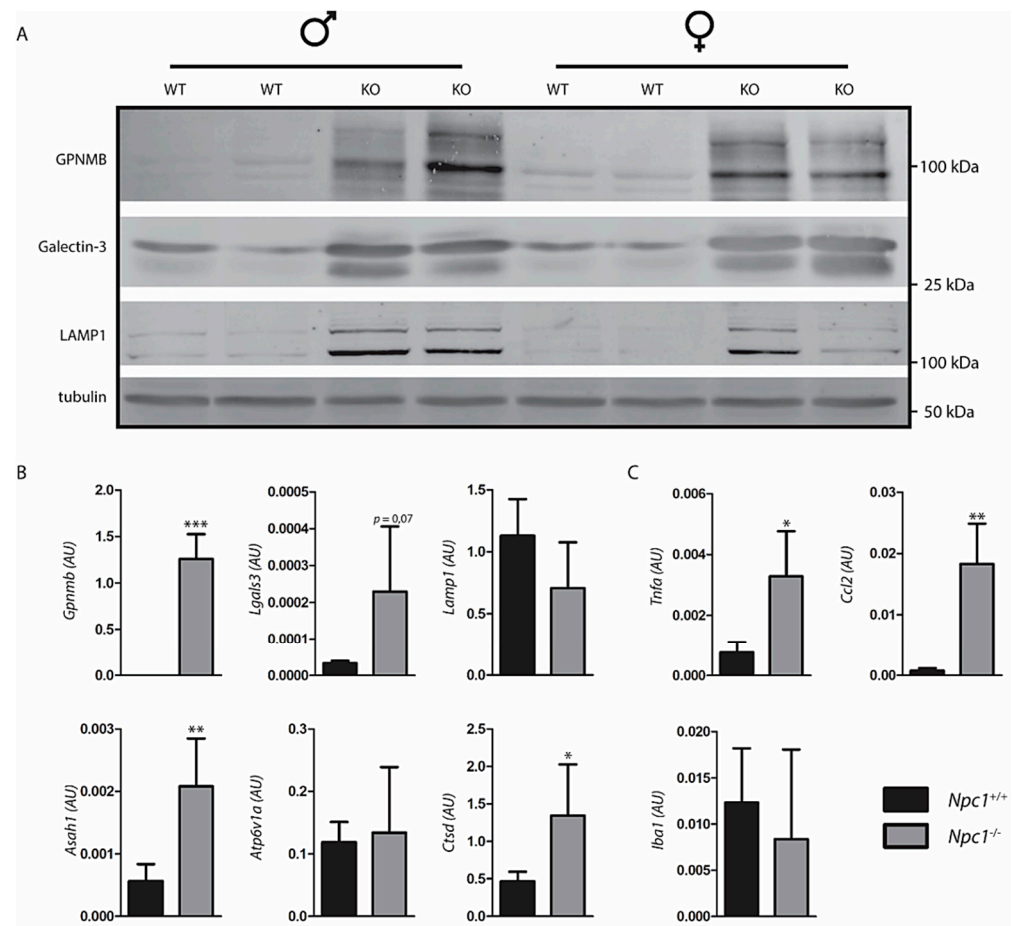 A
♂ ♀
WT WT KO KO WT WT KO KO
GPNMB
100 kDa
Galectin-3
25 kDa
LAMP1
100 kDa
tubulin
50 kDa
B
Gpnmb (AU)
2.0
1.5
1.0
0.5
0.0
***
Lgals3 (AU)
0.0005
0.0004
0.0003
0.0002
0.0001
0.0000
p = 0,07
Lamp1 (AU)
1.5
1.0
0.5
0.0
C
Tnfa (AU)
0.006
0.004
0.002
0.000
*
Ccl2 (AU)
0.03
0.02
0.01
0.00
**
Asah1 (AU)
0.003
0.002
0.001
0.000
**
Atp6v1a (AU)
0.3
0.2
0.1
0.0
Ctsd (AU)
2.5
2.0
1.5
1.0
0.5
0.0
*
Iba1 (AU)
0.020
0.015
0.010
0.005
0.000
Npc1+/+
Npc1-/-